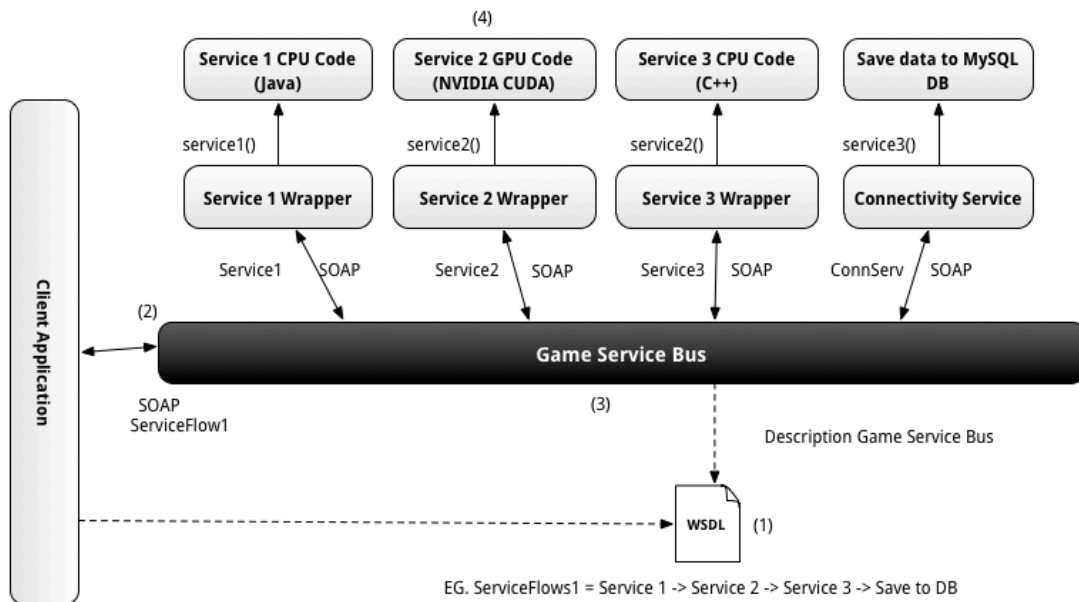 (4)
Service 1 CPU Code
(Java)
Service 2 GPU Code
(NVIDIA CUDA)
Service 3 CPU Code
(C++)
Save data to MySQL
DB
service1()
service2()
service2()
service3()
Service 1 Wrapper
Service 2 Wrapper
Service 3 Wrapper
Connectivity Service
Service1
SOAP
Service2
SOAP
Service3
SOAP
ConnServ
SOAP
Client Application
(2)
Game Service Bus
SOAP
ServiceFlow1
(3)
Description Game Service Bus
WSDL
(1)
EG. ServiceFlows1 = Service 1 -> Service 2 -> Service 3 -> Save to DB